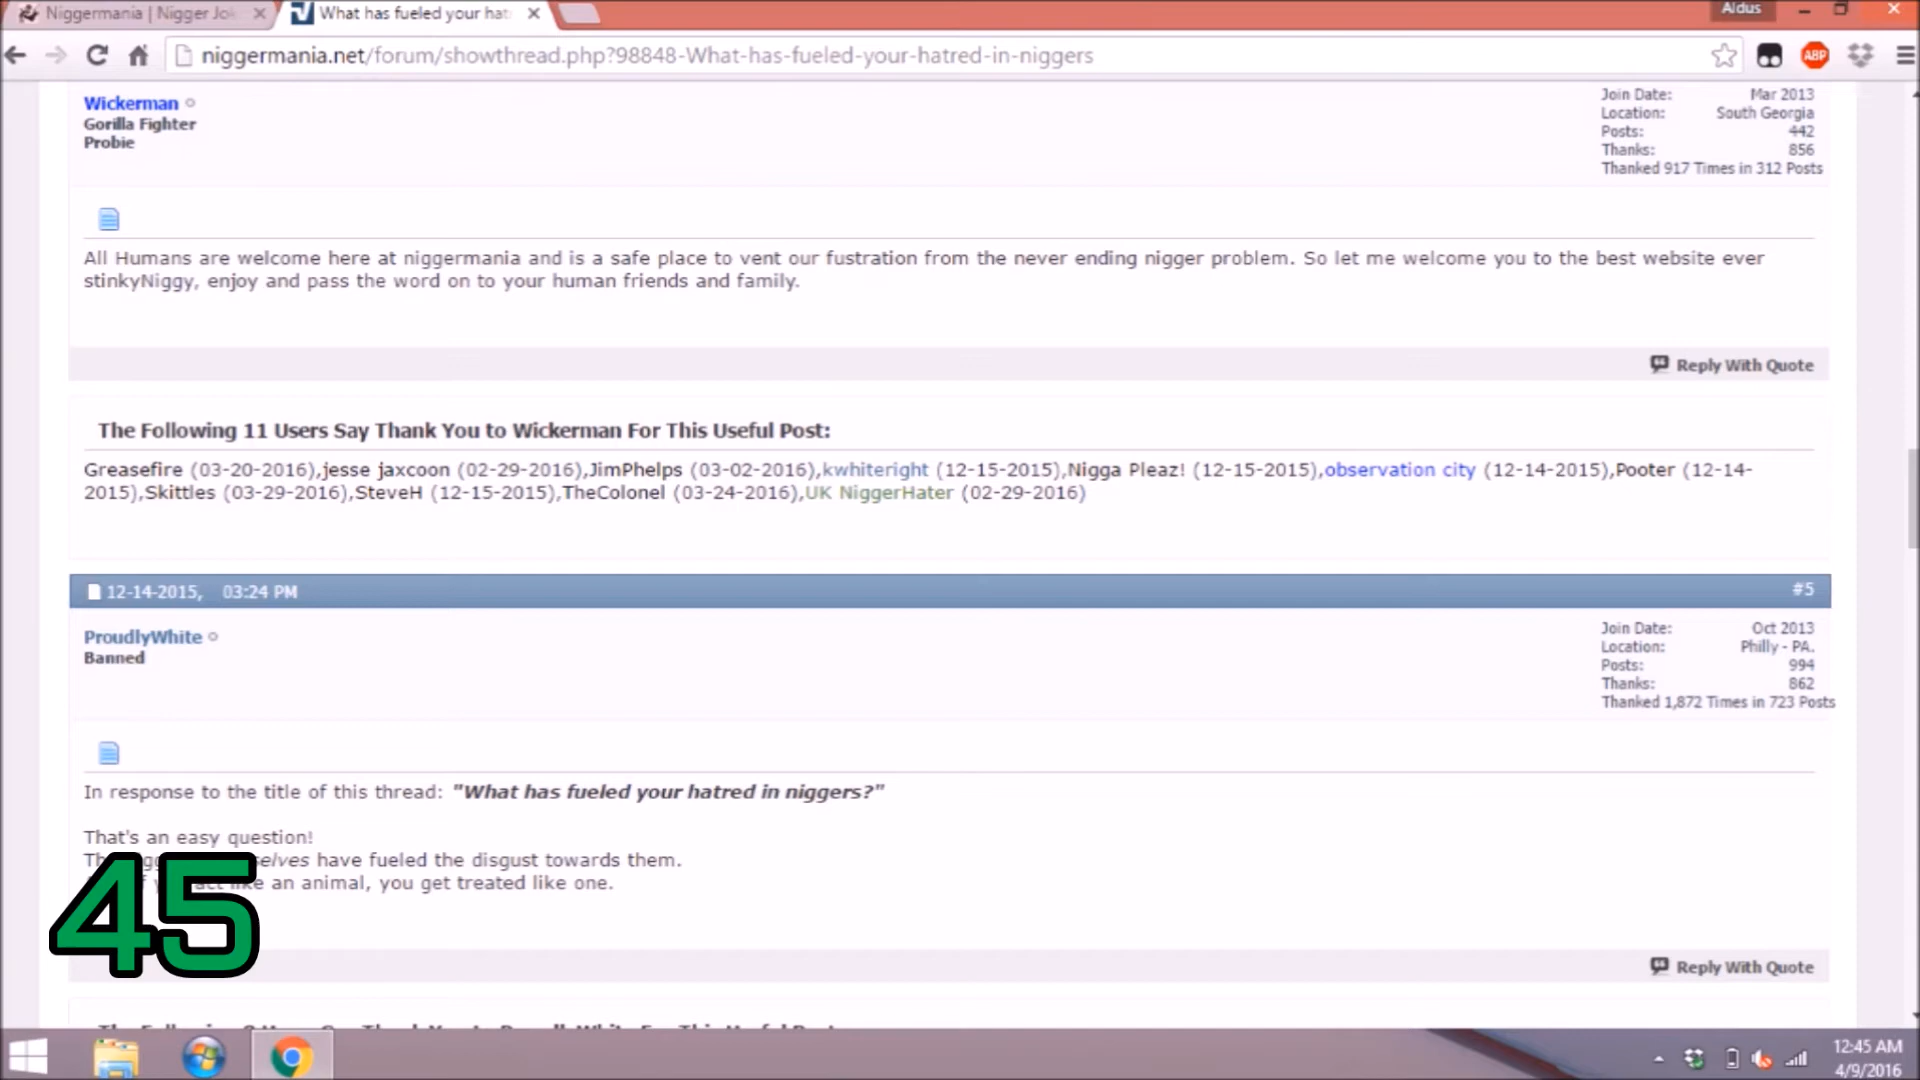 Niggermania | Nigger Jo
What has fueled your hat
Aldus
niggermania.net/forum/showthread.php?98848-What-has-fueled-your-hatred-in-niggers
ABP
Wickerman
Gorilla Fighter
Probie
Join Date: Mar 2013
Location: South Georgia
Posts: 442
Thanks: 856
Thanked 917 Times in 312 Posts
All Humans are welcome here at niggermania and is a safe place to vent our fustration from the never ending nigger problem. So let me welcome you to the best website ever
stinkyNiggy, enjoy and pass the word on to your human friends and family.
Reply With Quote
The Following 11 Users Say Thank You to Wickerman For This Useful Post:
Greasefire (03-20-2016),jesse jaxcoon (02-29-2016),JimPhelps (03-02-2016),kwhiteright (12-15-2015),Nigga Pleaz! (12-15-2015),observation city (12-14-2015),Pooter (12-14-
2015),Skittles (03-29-2016),SteveH (12-15-2015),TheColonel (03-24-2016),UK NiggerHater (02-29-2016)
12-14-2015, 03:24 PM #5
ProudlyWhite
Banned
Join Date: Oct 2013
Location: Philly - PA.
Posts: 994
Thanks: 862
Thanked 1,872 Times in 723 Posts
In response to the title of this thread: "What has fueled your hatred in niggers?"
That's an easy question!
have fueled the disgust towards them.
like an animal, you get treated like one.
45
Reply With Quote
12:45 AM
4/9/2016